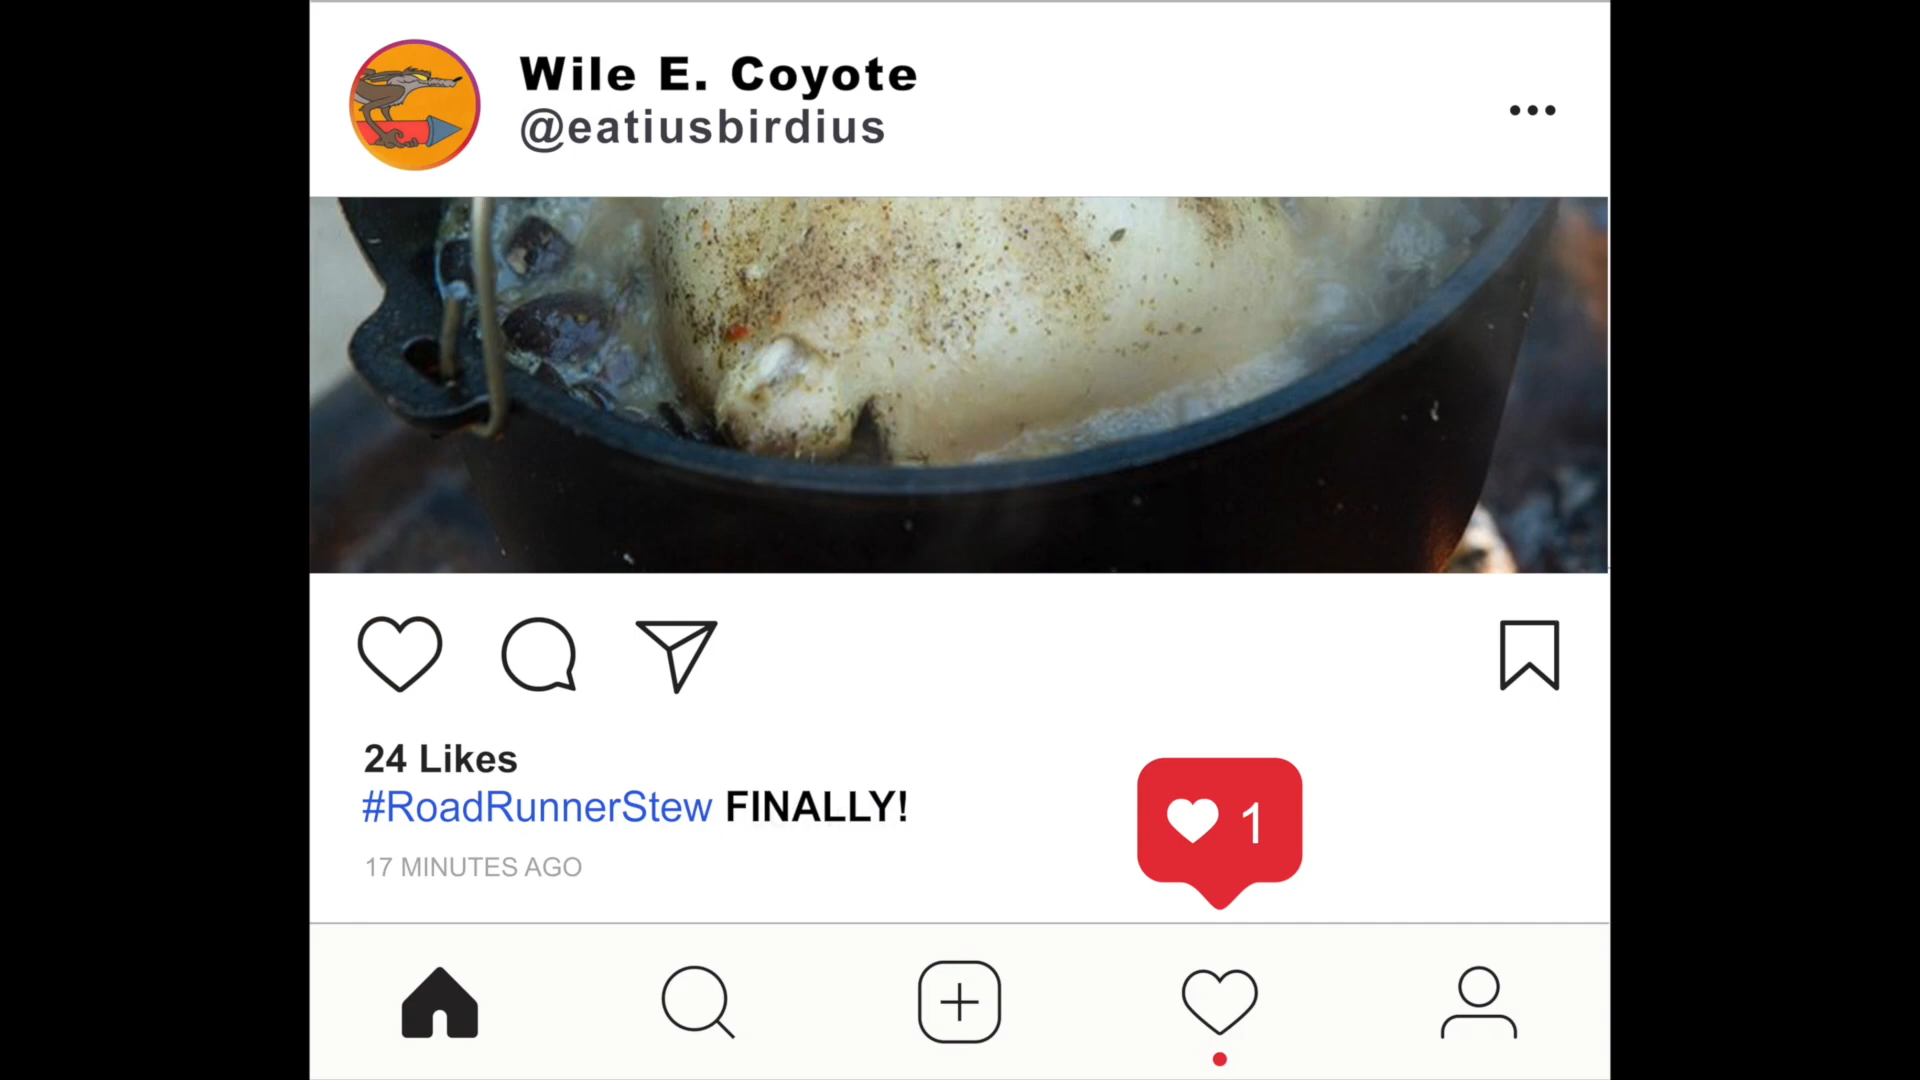 Wile E. Coyote
@eatiusbirdius
24 Likes
#RoadRunnerStew FINALLY!
17 MINUTES AGO
1